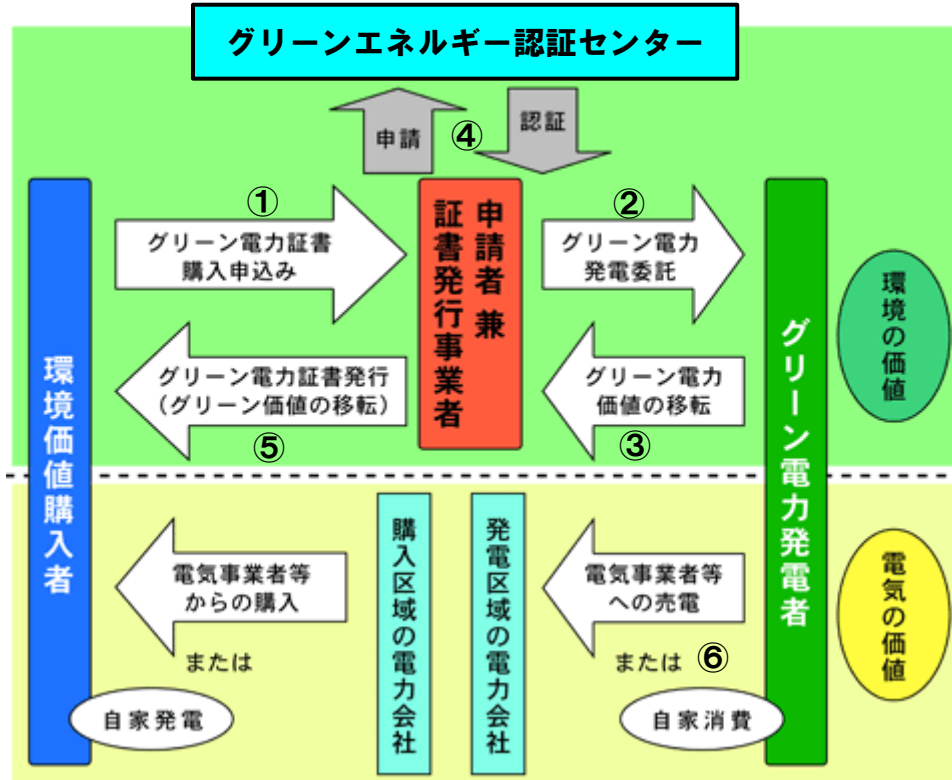 グリーンエネルギー認証センター
申請
④
認証
①
グリーン電力証書
購入申込み
申請者 兼
証書発行事業者
②
グリーン電力
発電委託
環境の価値
環境価値購入者
グリーン電力証書発行
(グリーン価値の移転)
⑤
グリーン電力
価値の移転
③
グリーン電力発電者
電気事業者等
からの購入
または
自家発電
購入区域の電力会社
発電区域の電力会社
電気事業者等
への売電
または
⑥
自家消費
電気の価値